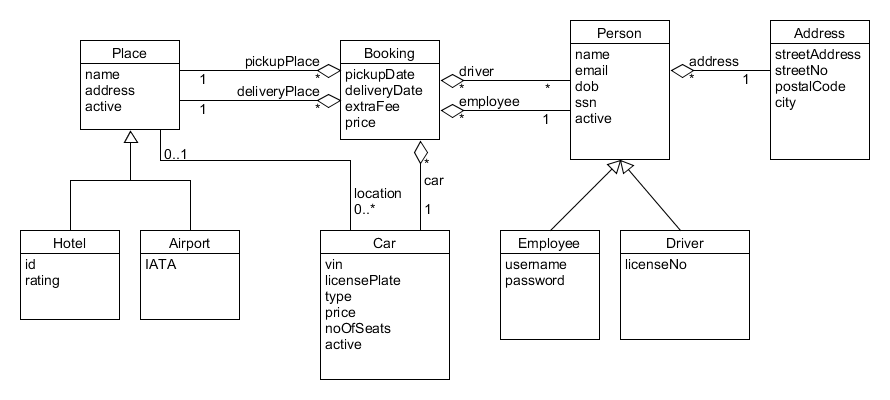 Place
name
address
active
pickupPlace
1
*
deliveryPlace
1
*
Booking
pickupDate
deliveryDate
extraFee
price
driver
*
*
employee
*
1
Person
name
email
dob
ssn
active
address
*
1
Address
streetAddress
streetNo
postalCode
city
0..1
location
0..*
*
car
1
Hotel
id
rating
Airport
IATA
Car
vin
licensePlate
type
price
noOfSeats
active
Employee
username
password
Driver
licenseNo